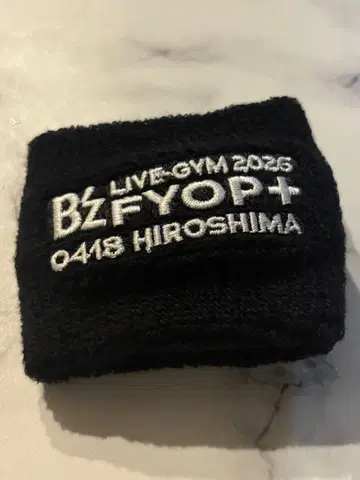 B'z LIVE-GYM 2026
FYOP+
0418 HIROSHIMA